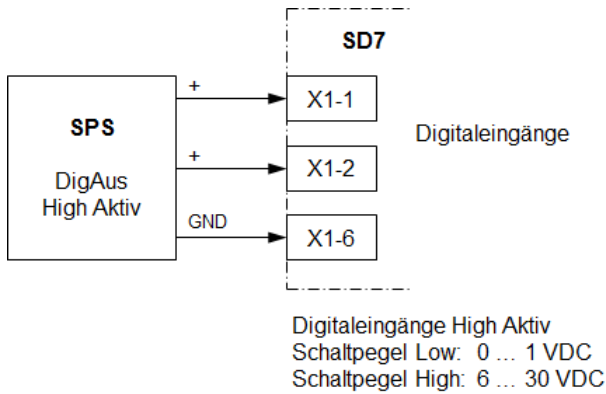 SD7
SPS
DigAus
High Aktiv
+
X1-1
+
X1-2
GND
X1-6
Digitaleingänge
Digitaleingänge High Aktiv
Schaltpegel Low: 0 ... 1 VDC
Schaltpegel High: 6 ... 30 VDC